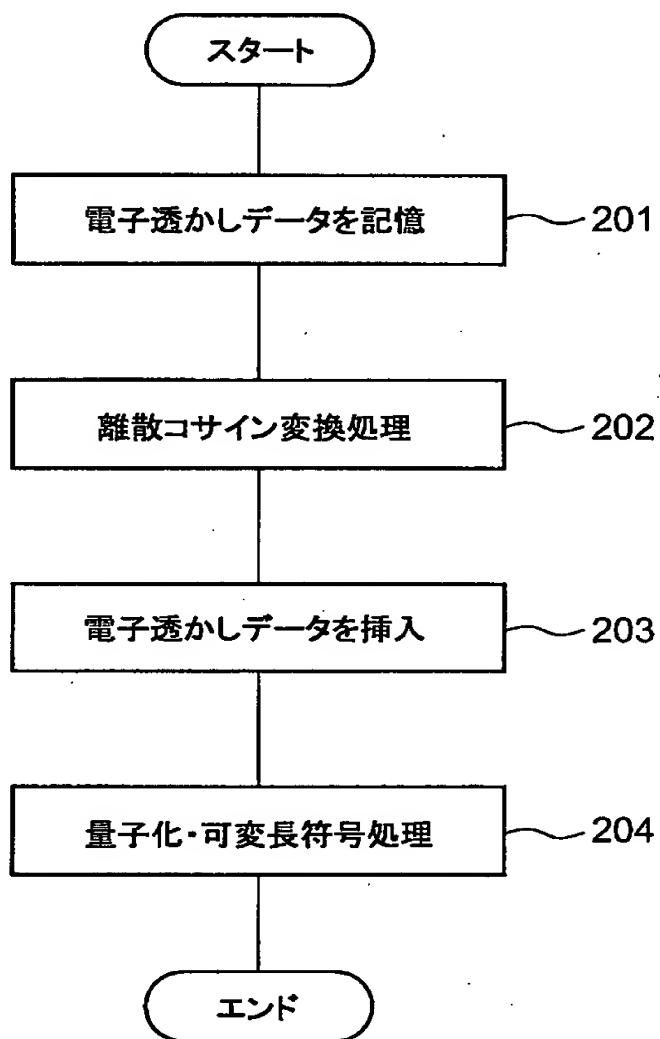 スタート
電子透かしデータを記憶 201
離散コサイン変換処理 202
電子透かしデータを挿入 203
量子化・可変長符号処理 204
エンド